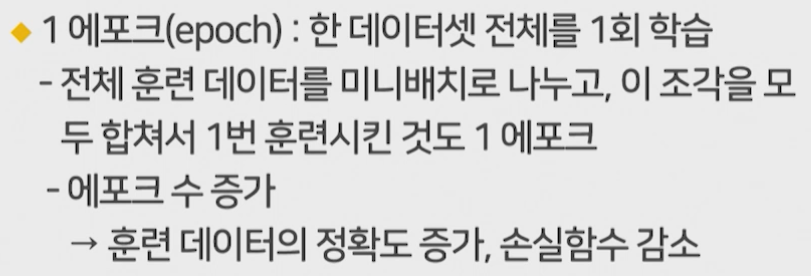 ◆ 1 에포크(epoch) : 한 데이터셋 전체를 1회 학습
- 전체 훈련 데이터를 미니배치로 나누고, 이 조각을 모
두 합쳐서 1번 훈련시킨 것도 1 에포크
- 에포크 수 증가
→ 훈련 데이터의 정확도 증가, 손실함수 감소